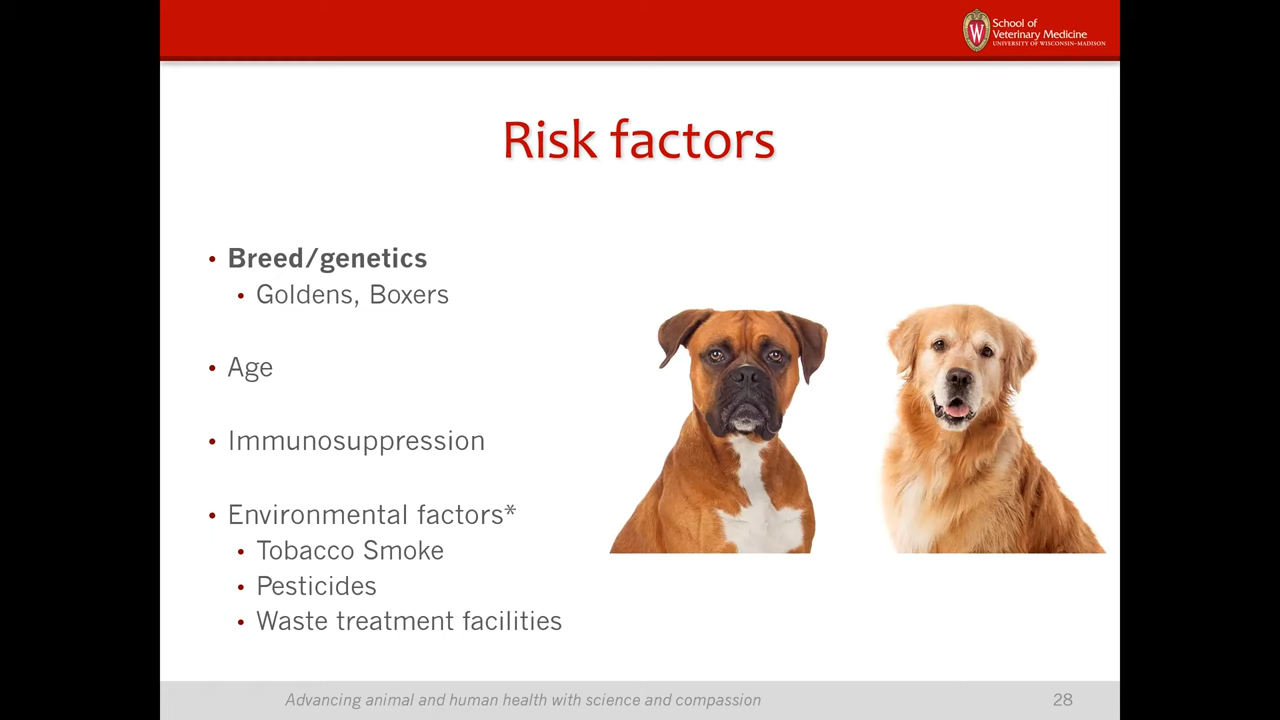 School of
Veterinary Medicine
UNIVERSITY OF WISCONSIN–MADISON
W
Risk factors
• Breed/genetics
• Goldens, Boxers
• Age
• Immunosuppression
• Environmental factors*
• Tobacco Smoke
• Pesticides
• Waste treatment facilities
Advancing animal and human health with science and compassion
28